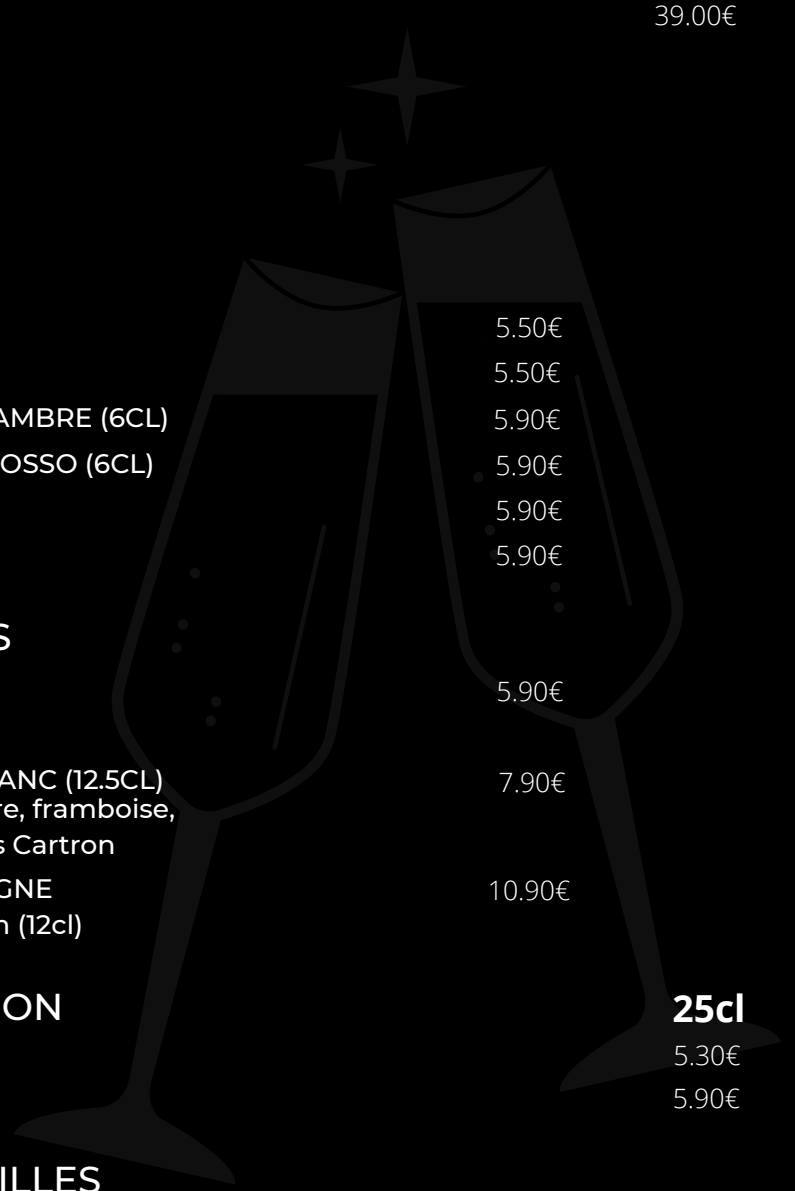 39.00€
5.50€
5.50€
AMBRE (6CL) 5.90€
OSSO (6CL) 5.90€
5.90€
5.90€
S
5.90€
ANC (12.5CL) 7.90€
re, framboise,
s Cartron
GNE 10.90€
n (12cl)
ON 25cl
5.30€
5.90€
ILLES